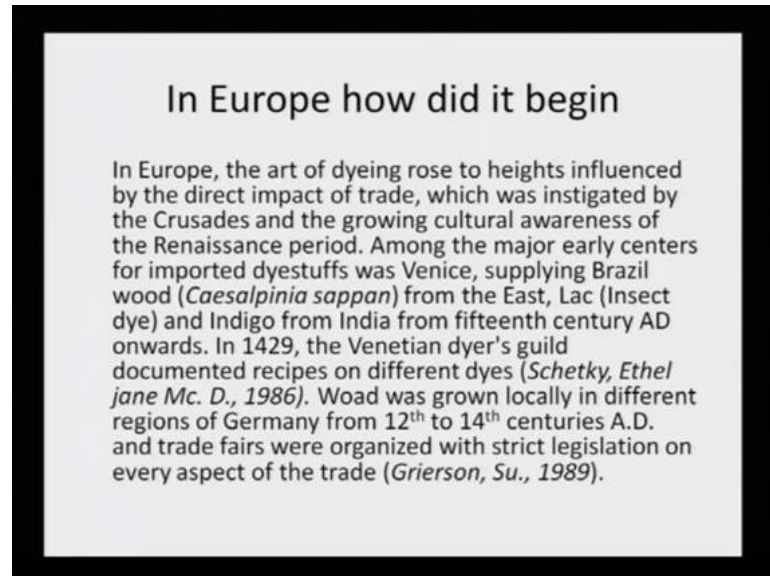 In Europe how did it begin
In Europe, the art of dyeing rose to heights influenced
by the direct impact of trade, which was instigated by
the Crusades and the growing cultural awareness of
the Renaissance period. Among the major early centers
for imported dyestuffs was Venice, supplying Brazil
wood (Caesalpinia sappan) from the East, Lac (Insect
dye) and Indigo from India from fifteenth century AD
onwards. In 1429, the Venetian dyer's guild
documented recipes on different dyes (Schetky, Ethel
jane Mc. D., 1986). Woad was grown locally in different
regions of Germany from 12th to 14th centuries A.D.
and trade fairs were organized with strict legislation on
every aspect of the trade (Grierson, Su., 1989).